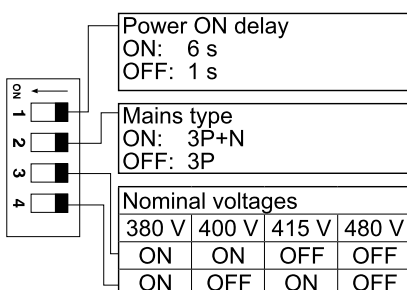 Power ON delay
ON: 6 s
OFF: 1 s
ON
1
2
3
4
Mains type
ON: 3P+N
OFF: 3P
Nominal voltages
380 V 400 V 415 V 480 V
ON ON OFF OFF
ON OFF ON OFF